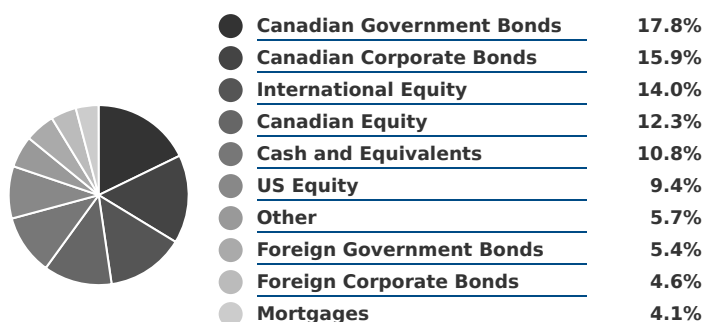 Canadian Government Bonds 17.8%
Canadian Corporate Bonds 15.9%
International Equity 14.0%
Canadian Equity 12.3%
Cash and Equivalents 10.8%
US Equity 9.4%
Other 5.7%
Foreign Government Bonds 5.4%
Foreign Corporate Bonds 4.6%
Mortgages 4.1%